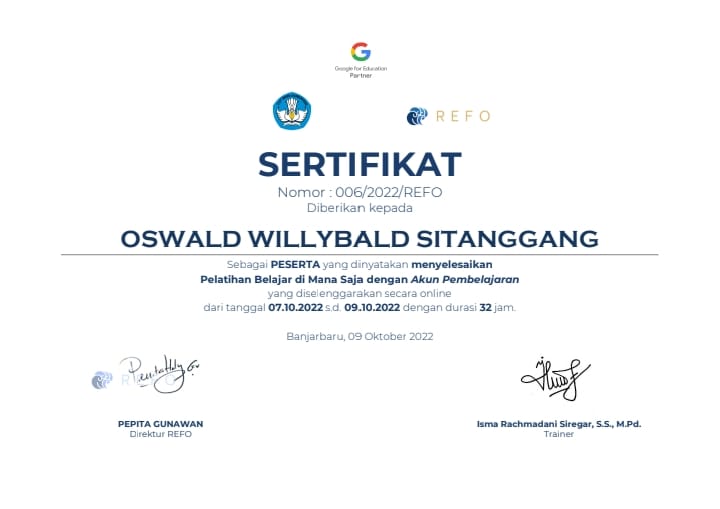 Google for Education
Partner
REFO
SERTIFIKAT
Nomor : 006/2022/REFO
Diberikan kepada
OSWALD WILLYBALD SITANGGANG
Sebagai PESERTA yang dinyatakan menyelesaikan
Pelatihan Belajar di Mana Saja dengan Akun Pembelajaran
yang diselenggarakan secara online
dari tanggal 07.10.2022 s.d. 09.10.2022 dengan durasi 32 jam.
Banjarbaru, 09 Oktober 2022
REFO
PEPITA GUNAWAN
Direktur REFO
Isma Rachmadani Siregar, S.S., M.Pd.
Trainer